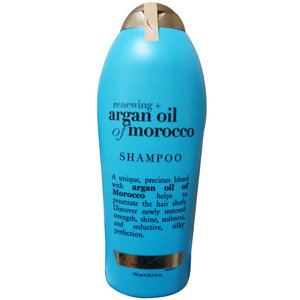 renewing +
argan oil
of morocco
SHAMPOO
A unique, precious blend
with argan oil of
Morocco helps to
penetrate the hair shaft.
Discover newly restored
strength, shine, softness,
and seductive, silky
perfection.